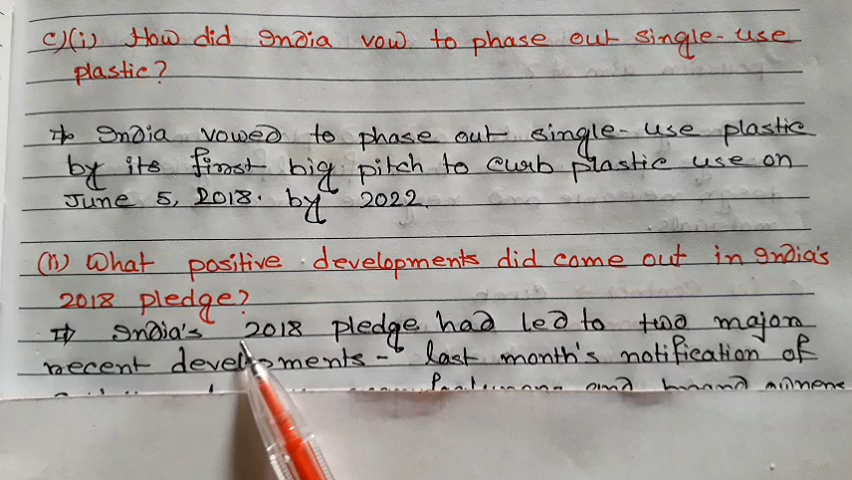 c)(i) How did India vow to phase out single-use
plastic?
⇒ India vowed to phase out single-use plastic
by its first big pitch to curb plastic use on
June 5, 2018. by 2022.
(ii) What positive developments did come out in India's
2018 pledge?
⇒ India's 2018 pledge had led to two major
recent developments- last month's notification of
and brand owners